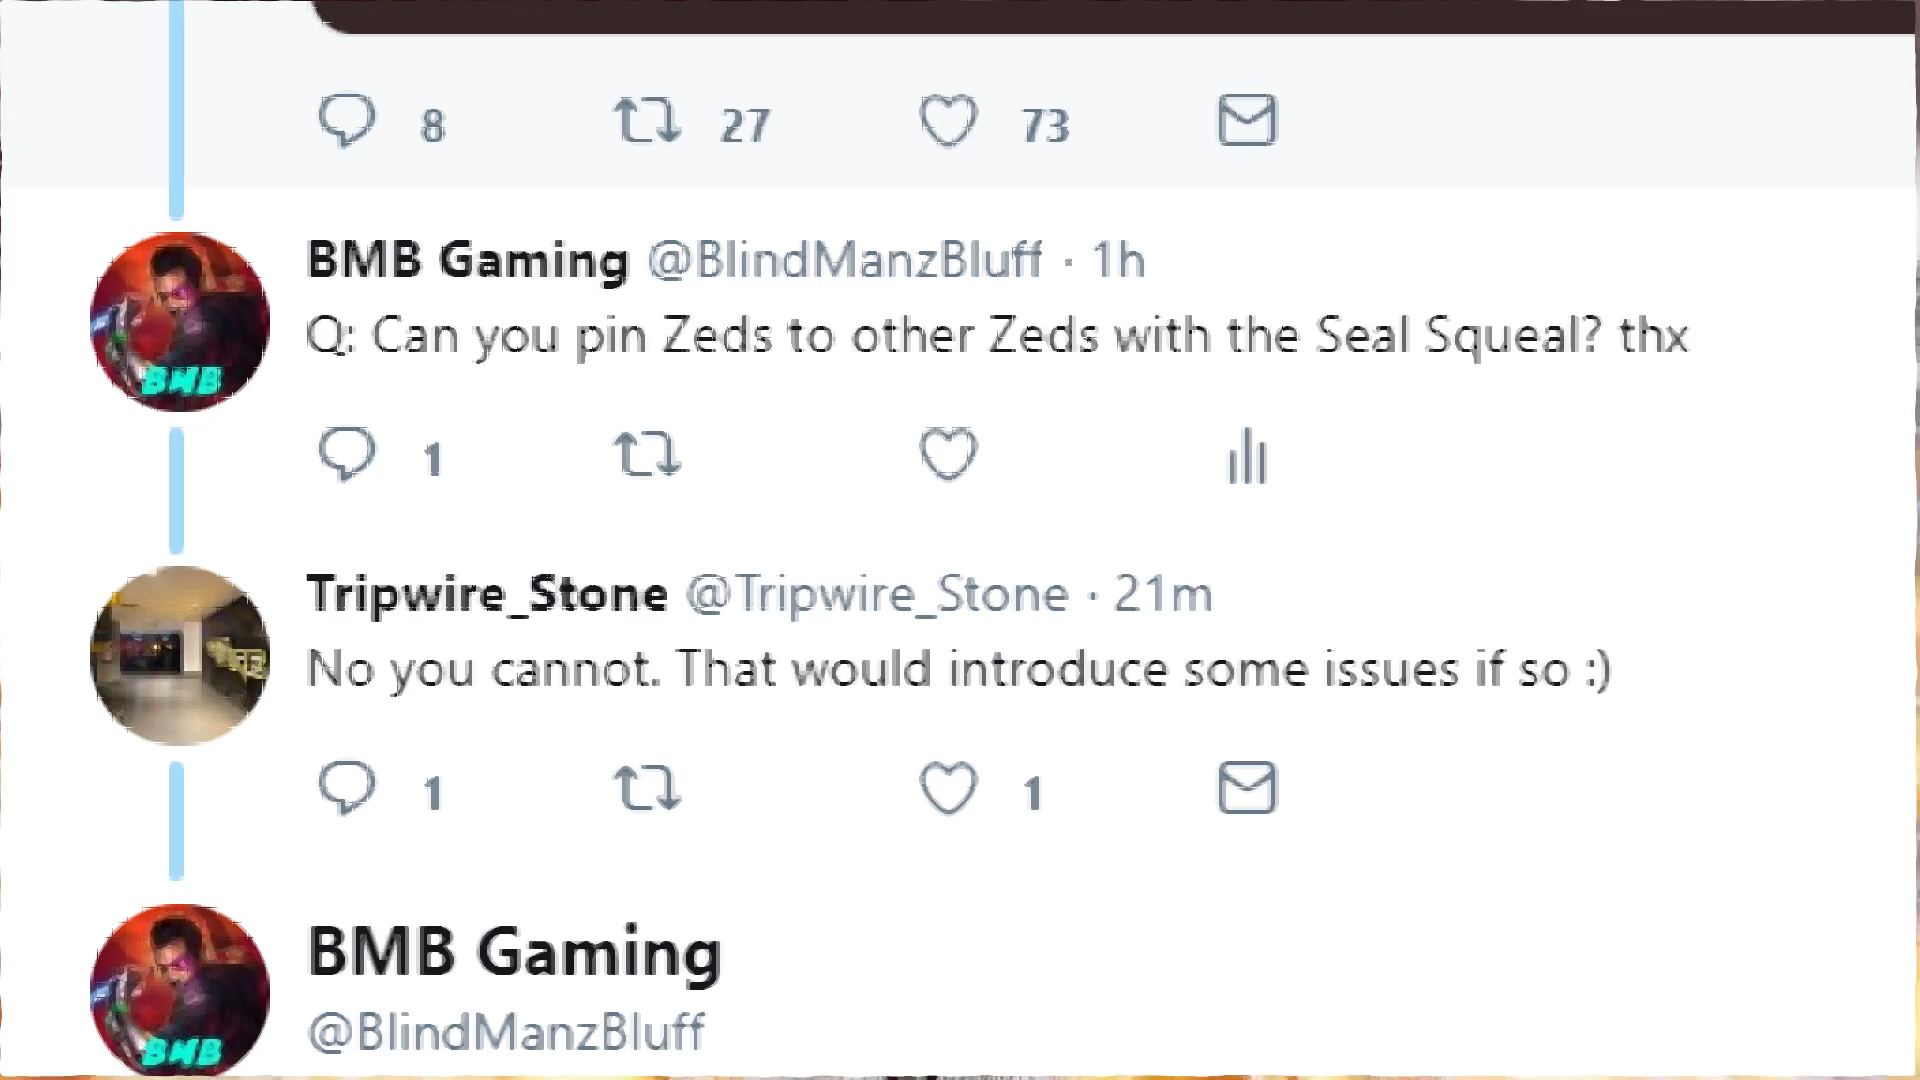 8 27 73
BMB Gaming @BlindManzBluff · 1h
Q: Can you pin Zeds to other Zeds with the Seal Squeal? thx
BMB
1
Tripwire_Stone @Tripwire_Stone · 21m
No you cannot. That would introduce some issues if so :)
1 1
BMB Gaming
@BlindManzBluff
BMB